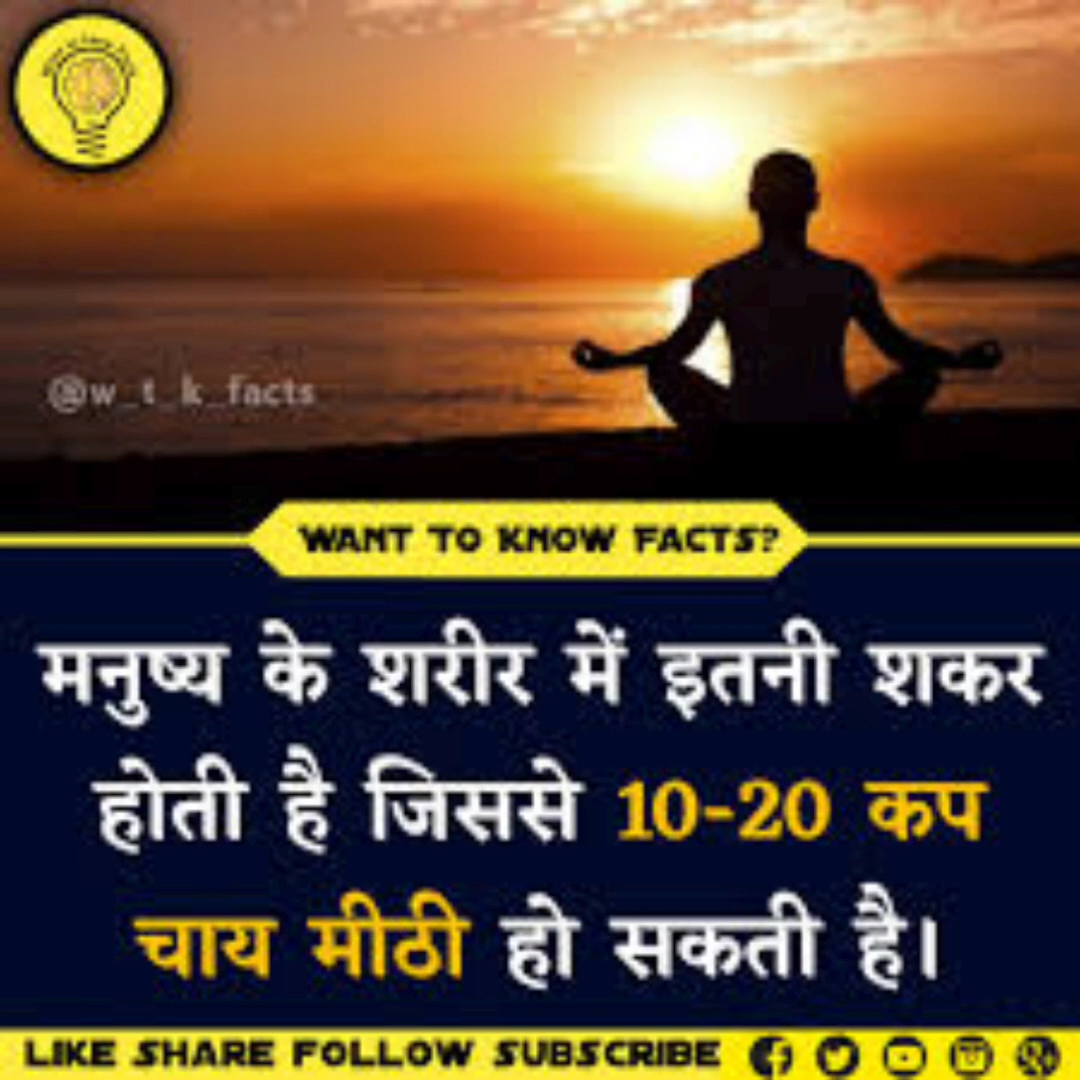 @w_t_k_facts
WANT TO KNOW FACTS?
मनुष्य के शरीर में इतनी शकर
होती है जिससे 10-20 कप
चाय मीठी हो सकती है।
LIKE SHARE FOLLOW SUBSCRIBE